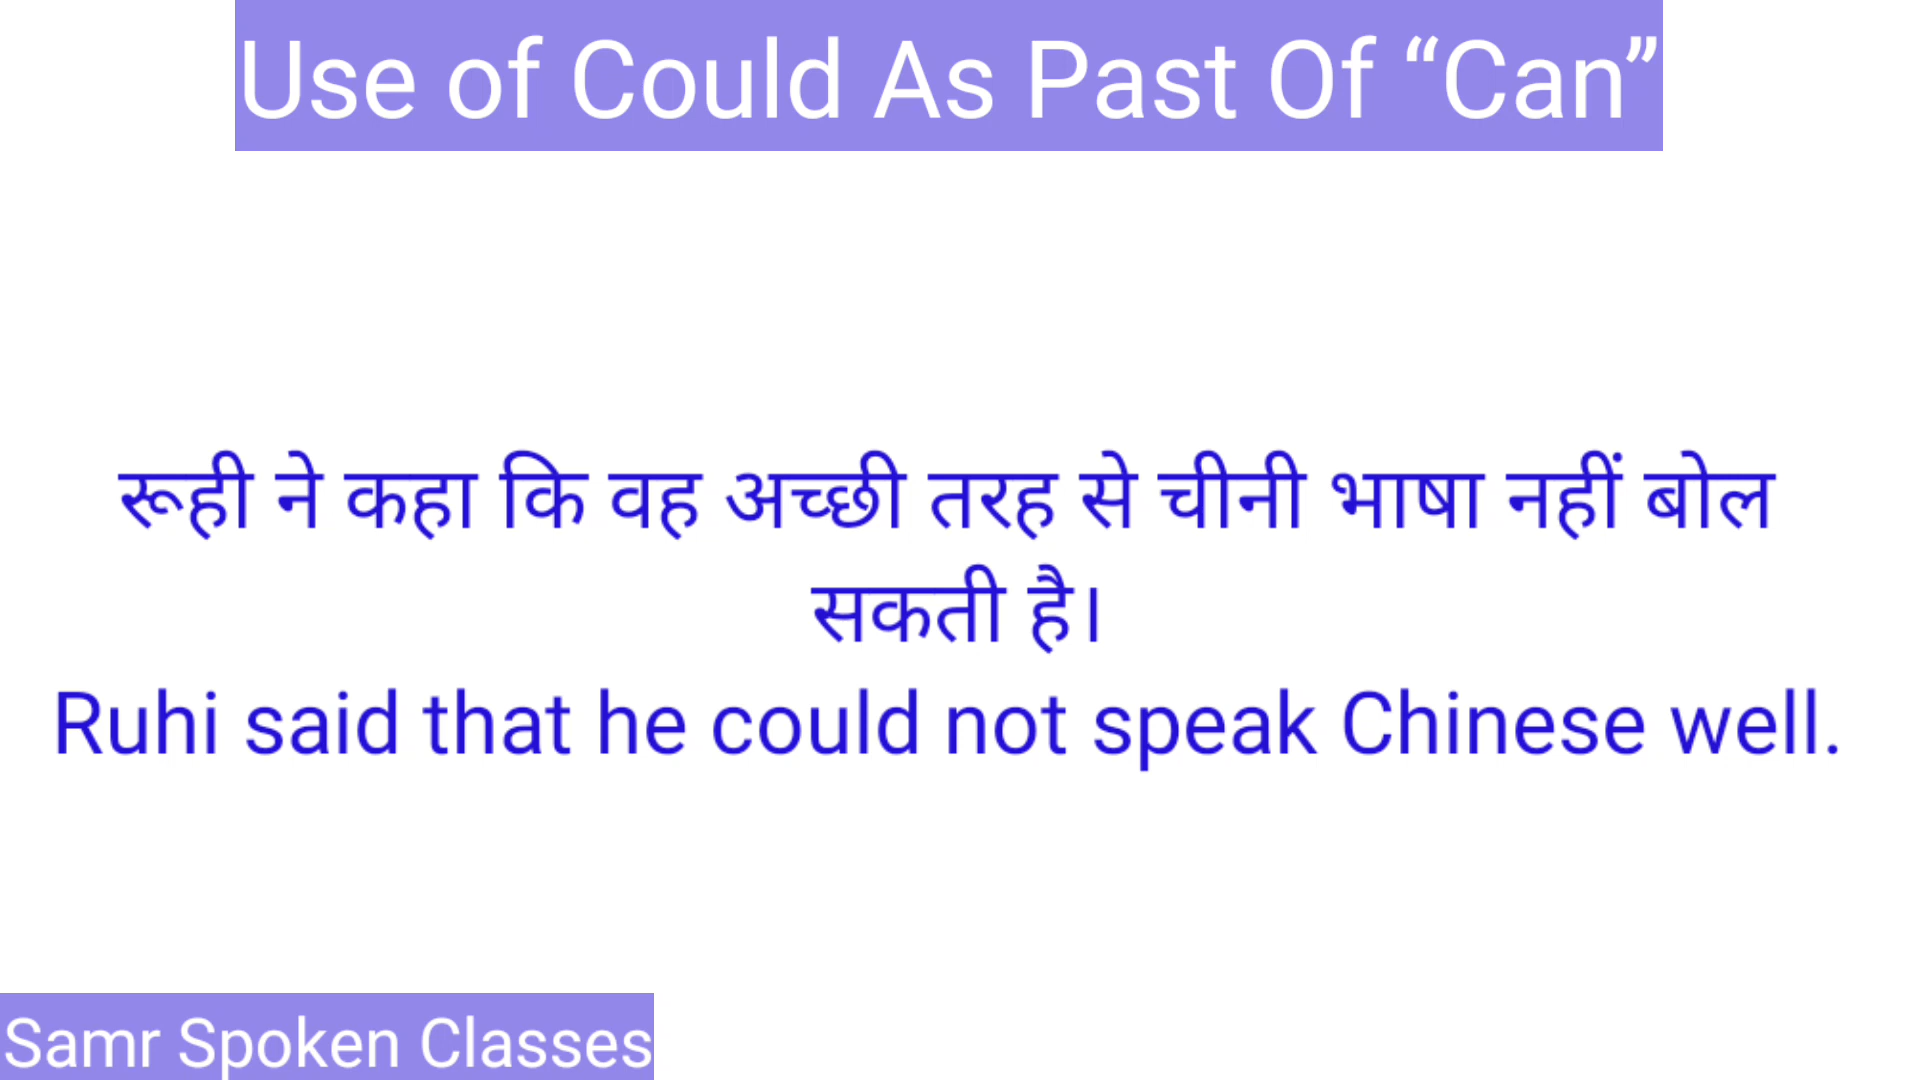 Use of Could As Past Of “Can”
रूही ने कहा कि वह अच्छी तरह से चीनी भाषा नहीं बोल
सकती है।
Ruhi said that he could not speak Chinese well.
Samr Spoken Classes